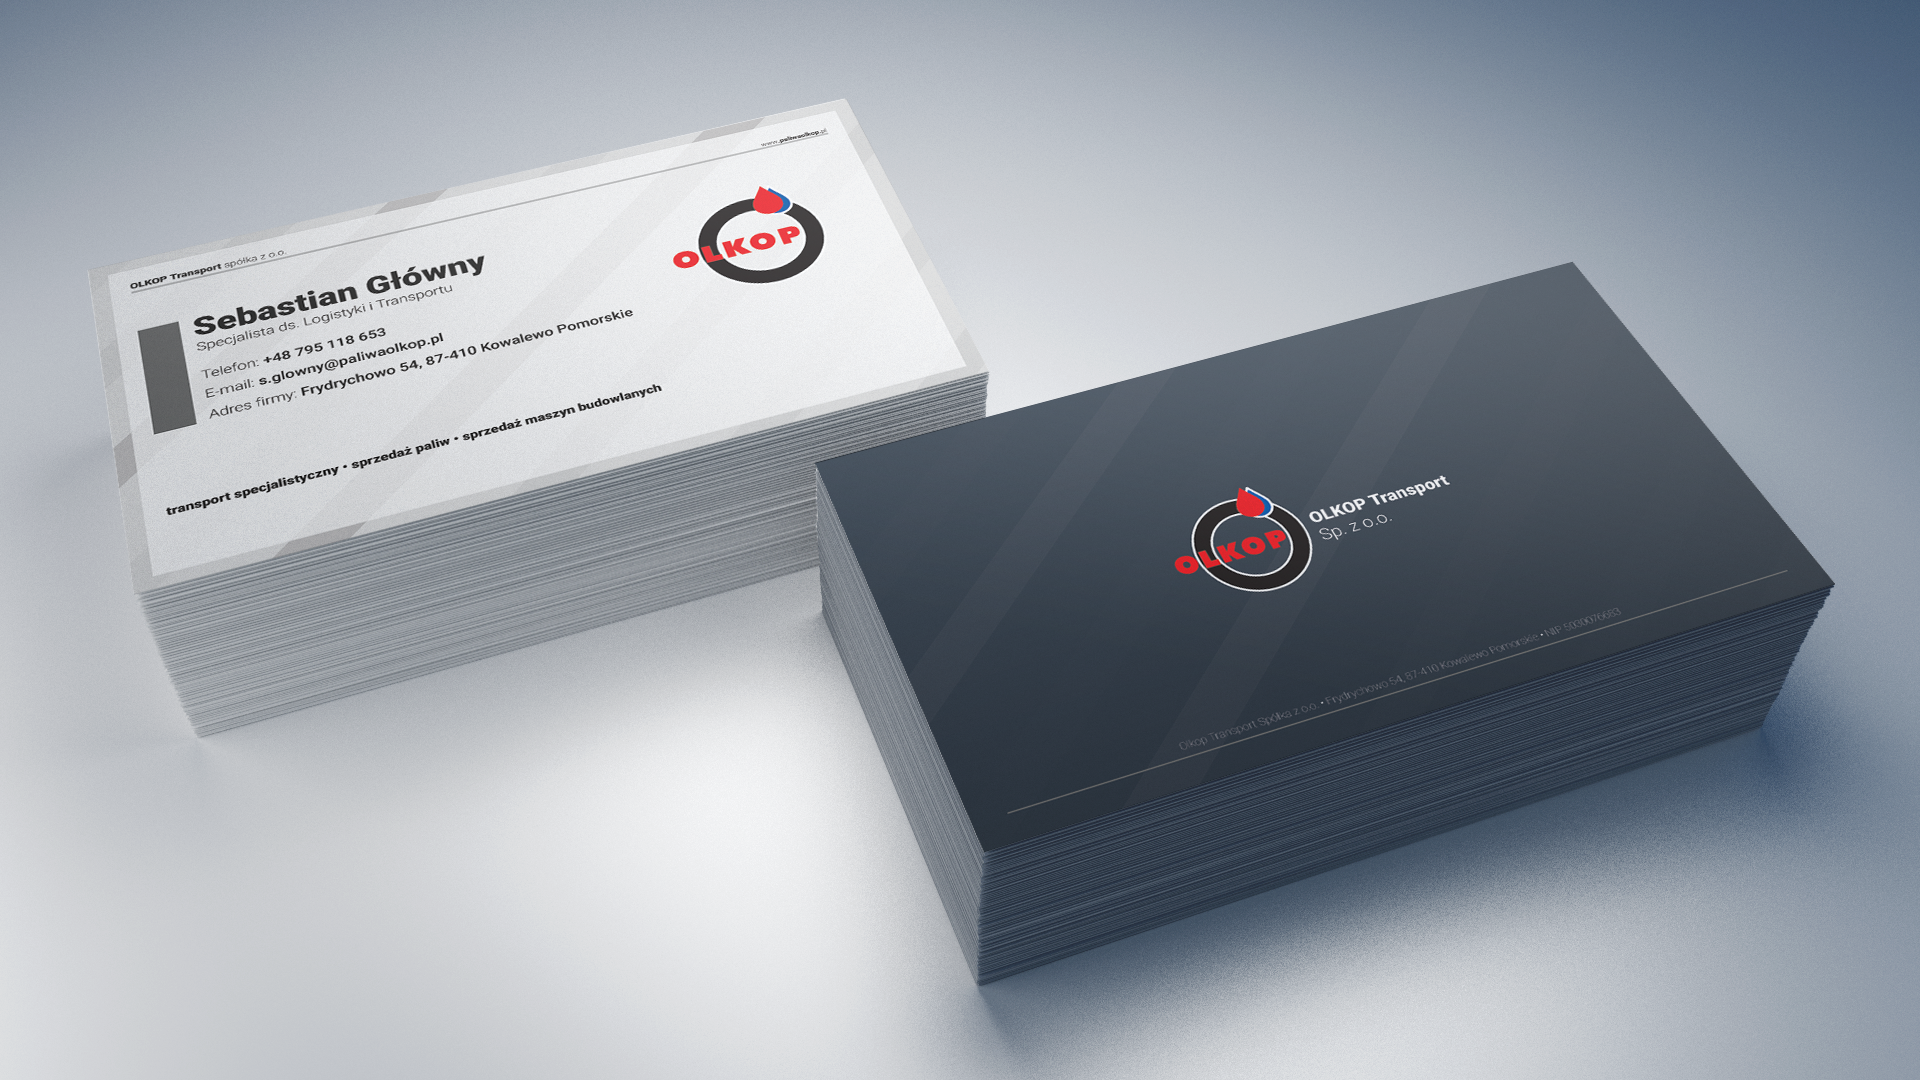 OLKOP Transport spółka z o.o.
www.paliwaolkop.pl
OLKOP
Sebastian Główny
Specjalista ds. Logistyki i Transportu
Telefon: +48 795 118 653
E-mail: s.glowny@paliwaolkop.pl
Adres firmy: Frydrychowo 54, 87-410 Kowalewo Pomorskie
transport specjalistyczny • sprzedaż paliw • sprzedaż maszyn budowlanych
OLKOP
OLKOP Transport
Sp. z o.o.
Olkop Transport Spółka z o.o. • Frydrychowo 54, 87-410 Kowalewo Pomorskie • NIP